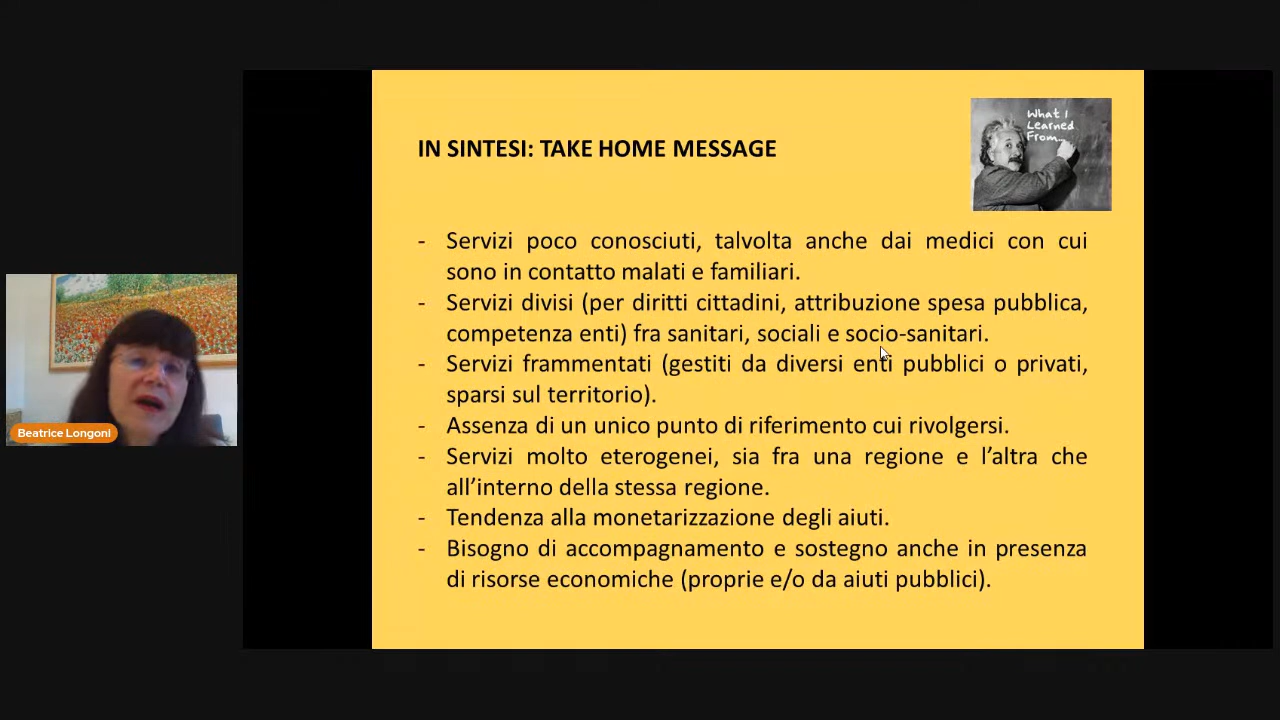 IN SINTESI: TAKE HOME MESSAGE
What I
Learned
From...
- Servizi poco conosciuti, talvolta anche dai medici con cui
sono in contatto malati e familiari.
- Servizi divisi (per diritti cittadini, attribuzione spesa pubblica,
competenza enti) fra sanitari, sociali e socio-sanitari.
- Servizi frammentati (gestiti da diversi enti pubblici o privati,
sparsi sul territorio).
- Assenza di un unico punto di riferimento cui rivolgersi.
- Servizi molto eterogenei, sia fra una regione e l’altra che
all’interno della stessa regione.
- Tendenza alla monetarizzazione degli aiuti.
- Bisogno di accompagnamento e sostegno anche in presenza
di risorse economiche (proprie e/o da aiuti pubblici).
Beatrice Longoni